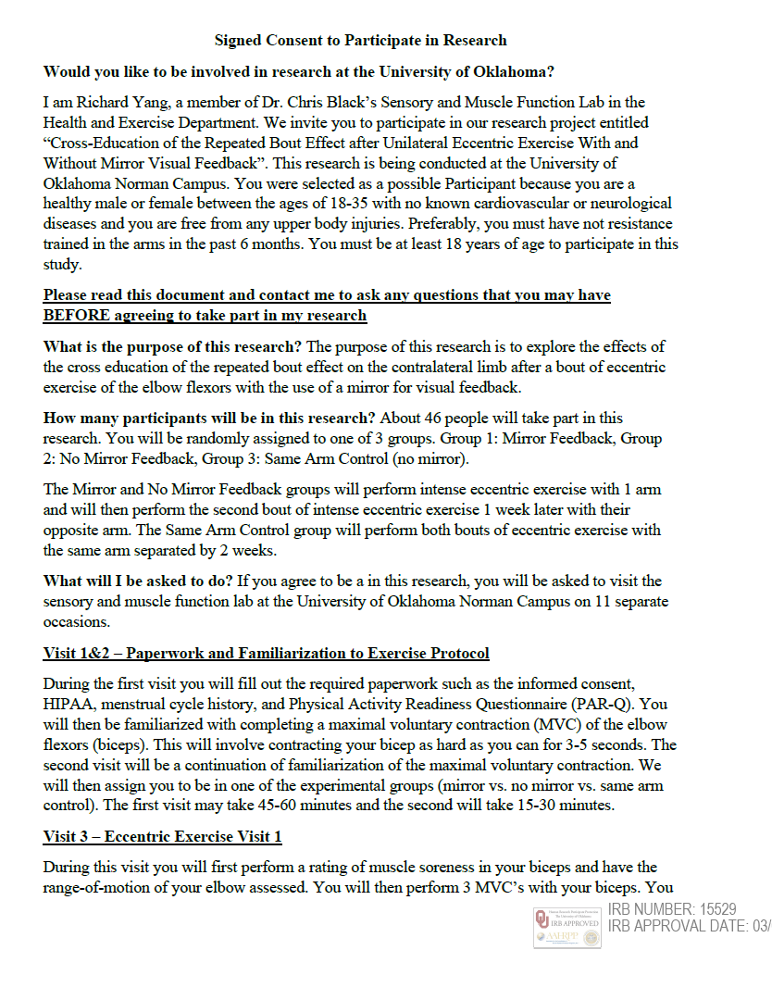 Signed Consent to Participate in Research
Would you like to be involved in research at the University of Oklahoma?
I am Richard Yang, a member of Dr. Chris Black’s Sensory and Muscle Function Lab in the
Health and Exercise Department. We invite you to participate in our research project entitled
“Cross-Education of the Repeated Bout Effect after Unilateral Eccentric Exercise With and
Without Mirror Visual Feedback”. This research is being conducted at the University of
Oklahoma Norman Campus. You were selected as a possible Participant because you are a
healthy male or female between the ages of 18-35 with no known cardiovascular or neurological
diseases and you are free from any upper body injuries. Preferably, you must have not resistance
trained in the arms in the past 6 months. You must be at least 18 years of age to participate in this
study.
Please read this document and contact me to ask any questions that you may have
BEFORE agreeing to take part in my research
What is the purpose of this research? The purpose of this research is to explore the effects of
the cross education of the repeated bout effect on the contralateral limb after a bout of eccentric
exercise of the elbow flexors with the use of a mirror for visual feedback.
How many participants will be in this research? About 46 people will take part in this
research. You will be randomly assigned to one of 3 groups. Group 1: Mirror Feedback, Group
2: No Mirror Feedback, Group 3: Same Arm Control (no mirror).
The Mirror and No Mirror Feedback groups will perform intense eccentric exercise with 1 arm
and will then perform the second bout of intense eccentric exercise 1 week later with their
opposite arm. The Same Arm Control group will perform both bouts of eccentric exercise with
the same arm separated by 2 weeks.
What will I be asked to do? If you agree to be a in this research, you will be asked to visit the
sensory and muscle function lab at the University of Oklahoma Norman Campus on 11 separate
occasions.
Visit 1&2 – Paperwork and Familiarization to Exercise Protocol
During the first visit you will fill out the required paperwork such as the informed consent,
HIPAA, menstrual cycle history, and Physical Activity Readiness Questionnaire (PAR-Q). You
will then be familiarized with completing a maximal voluntary contraction (MVC) of the elbow
flexors (biceps). This will involve contracting your bicep as hard as you can for 3-5 seconds. The
second visit will be a continuation of familiarization of the maximal voluntary contraction. We
will then assign you to be in one of the experimental groups (mirror vs. no mirror vs. same arm
control). The first visit may take 45-60 minutes and the second will take 15-30 minutes.
Visit 3 – Eccentric Exercise Visit 1
During this visit you will first perform a rating of muscle soreness in your biceps and have the
range-of-motion of your elbow assessed. You will then perform 3 MVC’s with your biceps. You
IRB APPROVED
AAHRPP
IRB NUMBER: 15529
IRB APPROVAL DATE: 03/